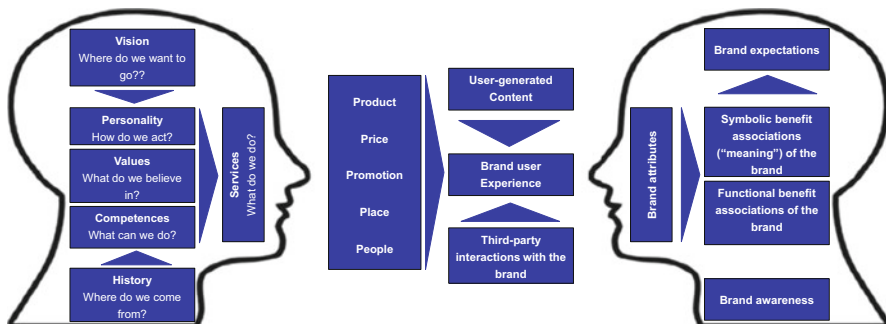 Vision
Where do we want to
go??
Personality
How do we act?
Values
What do we believe
in?
Competences
What can we do?
History
Where do we come
from?
Services
What do we do?
Product
Price
Promotion
Place
People
User-generated
Content
Brand user
Experience
Third-party
interactions with the
brand
Brand attributes
Brand expectations
Symbolic benefit
associations
(“meaning”) of the
brand
Functional benefit
associations of the
brand
Brand awareness